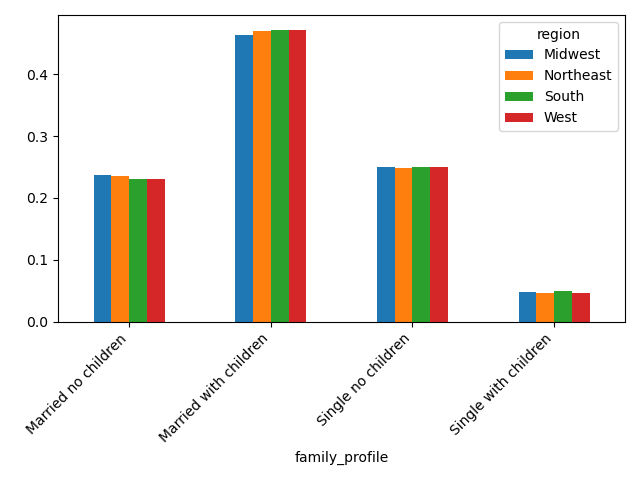 region
Midwest
Northeast
South
West
0.4
0.3
0.2
0.1
0.0
Married no children
Married with children
Single no children
Single with children
family_profile